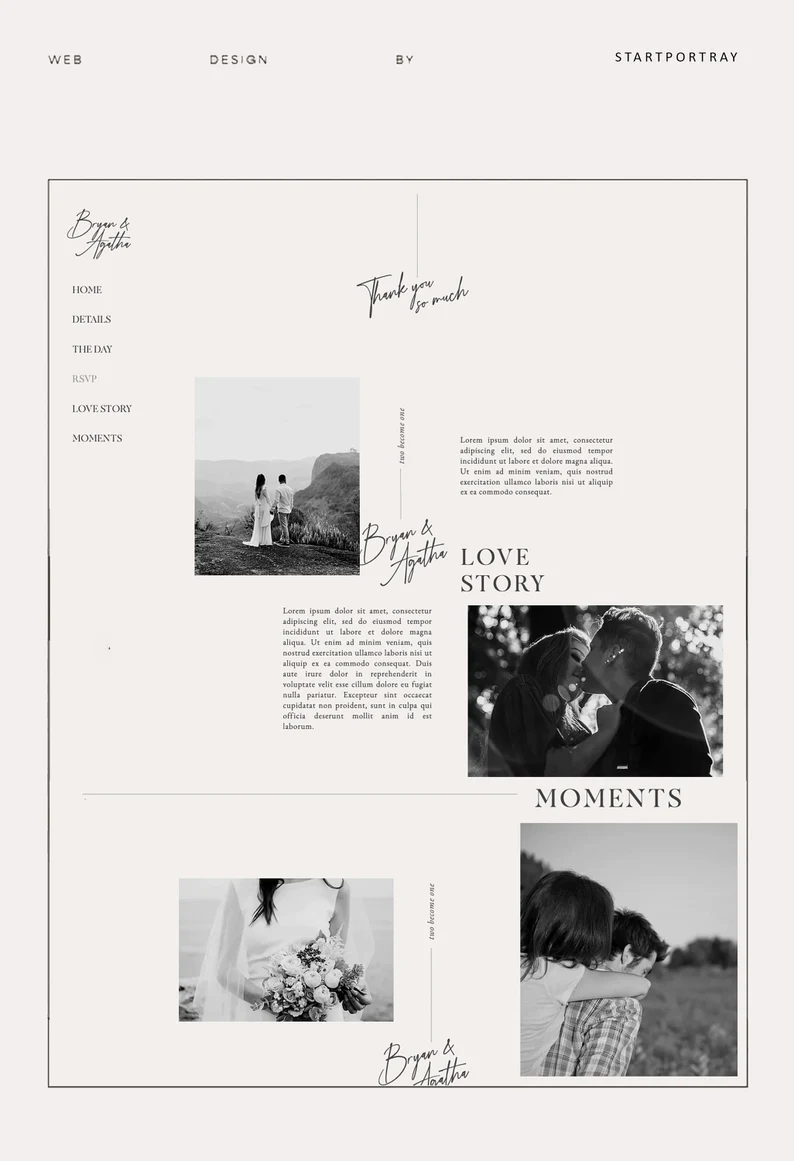 WEB DESIGN BY STARTPORTRAY
Bryan &
Agatha
HOME
DETAILS
THE DAY
RSVP
LOVE STORY
MOMENTS
Thank you
so much
two become one
Bryan &
Agatha
Lorem ipsum dolor sit amet, consectetur
adipiscing elit, sed do eiusmod tempor
incididunt ut labore et dolore magna aliqua.
Ut enim ad minim veniam, quis nostrud
exercitation ullamco laboris nisi ut aliquip
ex ea commodo consequat.
LOVE
STORY
Lorem ipsum dolor sit amet, consectetur
adipiscing elit, sed do eiusmod tempor
incididunt ut labore et dolore magna
aliqua. Ut enim ad minim veniam, quis
nostrud exercitation ullamco laboris nisi ut
aliquip ex ea commodo consequat. Duis
aute irure dolor in reprehenderit in
voluptate velit esse cillum dolore eu fugiat
nulla pariatur. Excepteur sint occaecat
cupidatat non proident, sunt in culpa qui
officia deserunt mollit anim id est
laborum.
MOMENTS
two become one
Bryan &
Agatha